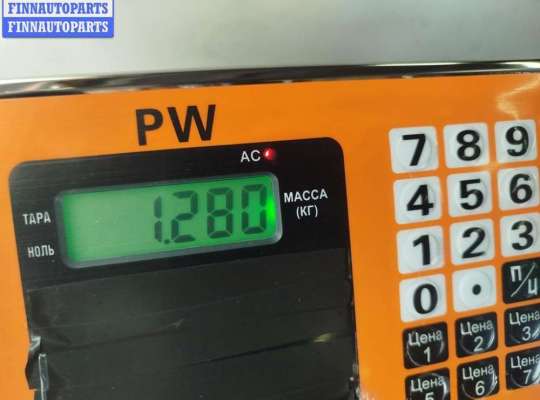 FINNAUTOPARTS
FINNAUTOPARTS
PW
AC
ТАРА
НОЛЬ
1.280
МАССА
(КГ)
7 8 9
4 5 6
1 2 3
0 . П/Ц
Цена 1 Цена 2 Цена 3
Цена 5 Цена 6 Цена 7